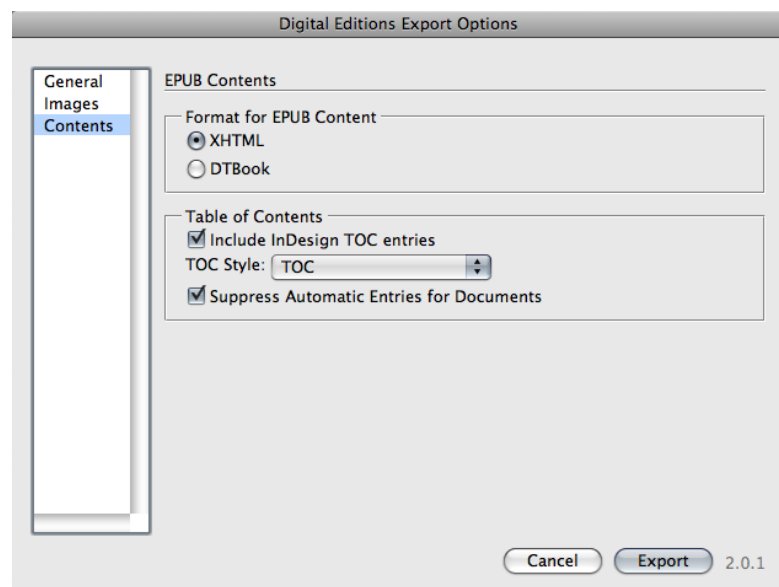 Digital Editions Export Options
General
Images
Contents
EPUB Contents
Format for EPUB Content
XHTML
DTBook
Table of Contents
Include InDesign TOC entries
TOC Style: TOC
Suppress Automatic Entries for Documents
Cancel Export 2.0.1